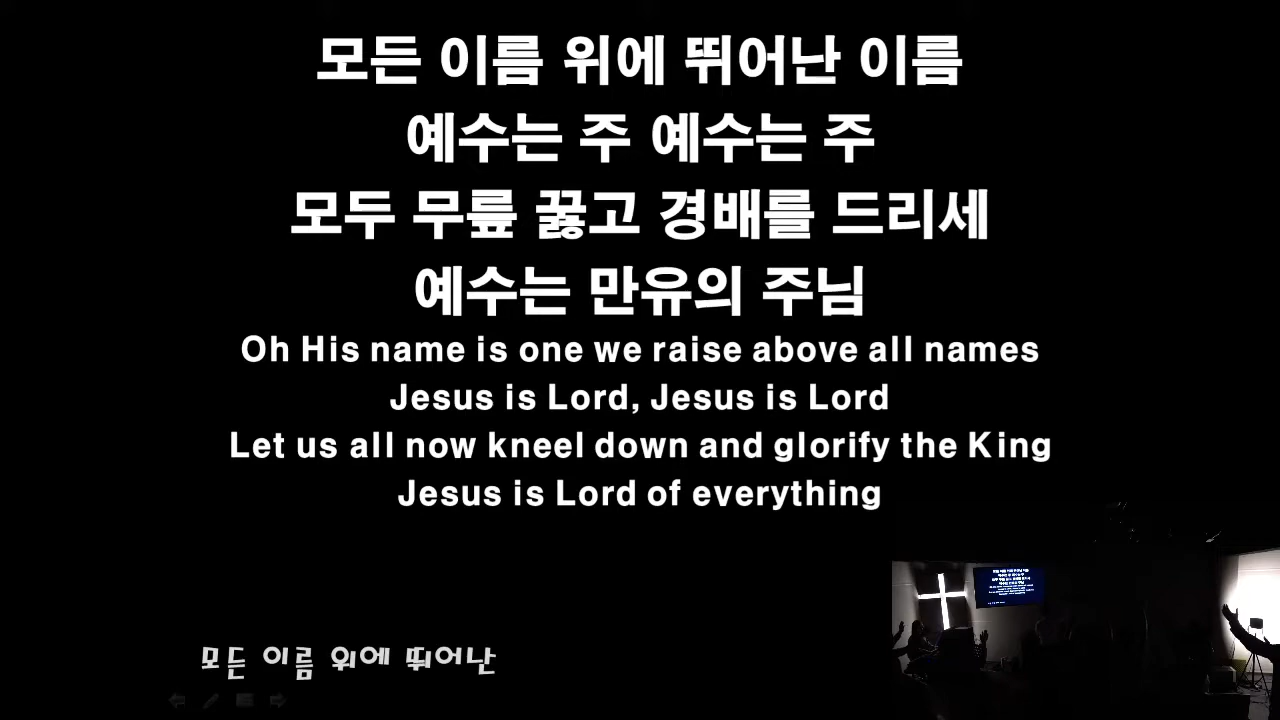 모든 이름 위에 뛰어난 이름
예수는 주 예수는 주
모두 무릎 꿇고 경배를 드리세
예수는 만유의 주님
Oh His name is one we raise above all names
Jesus is Lord, Jesus is Lord
Let us all now kneel down and glorify the King
Jesus is Lord of everything
모든 이름 위에 뛰어난